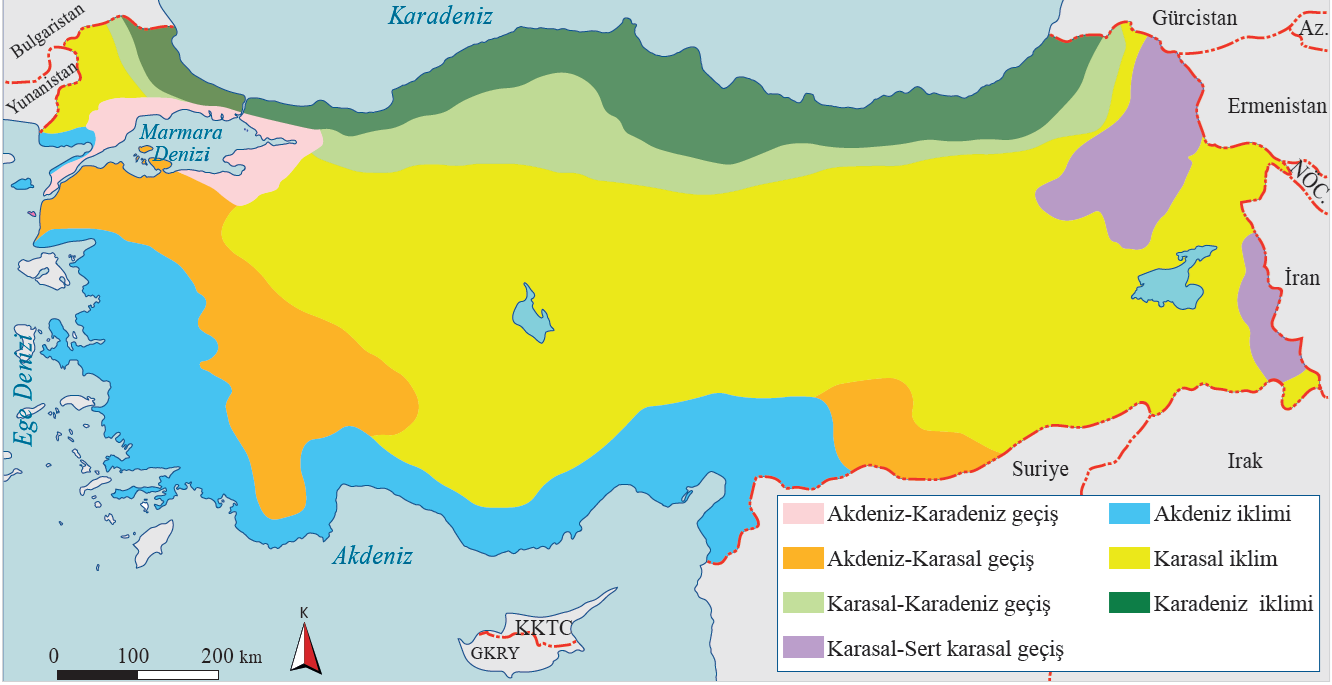 Bulgaristan
Yunanistan
Karadeniz
Gürcistan
Az.
Ermenistan
NOC.
İran
Marmara
Denizi
Ege Denizi
Akdeniz
Suriye
Irak
KKTC
GKRY
K
0 100 200 km
Akdeniz-Karadeniz geçiş
Akdeniz-Karasal geçiş
Karasal-Karadeniz geçiş
Karasal-Sert karasal geçiş
Akdeniz iklimi
Karasal iklim
Karadeniz iklimi